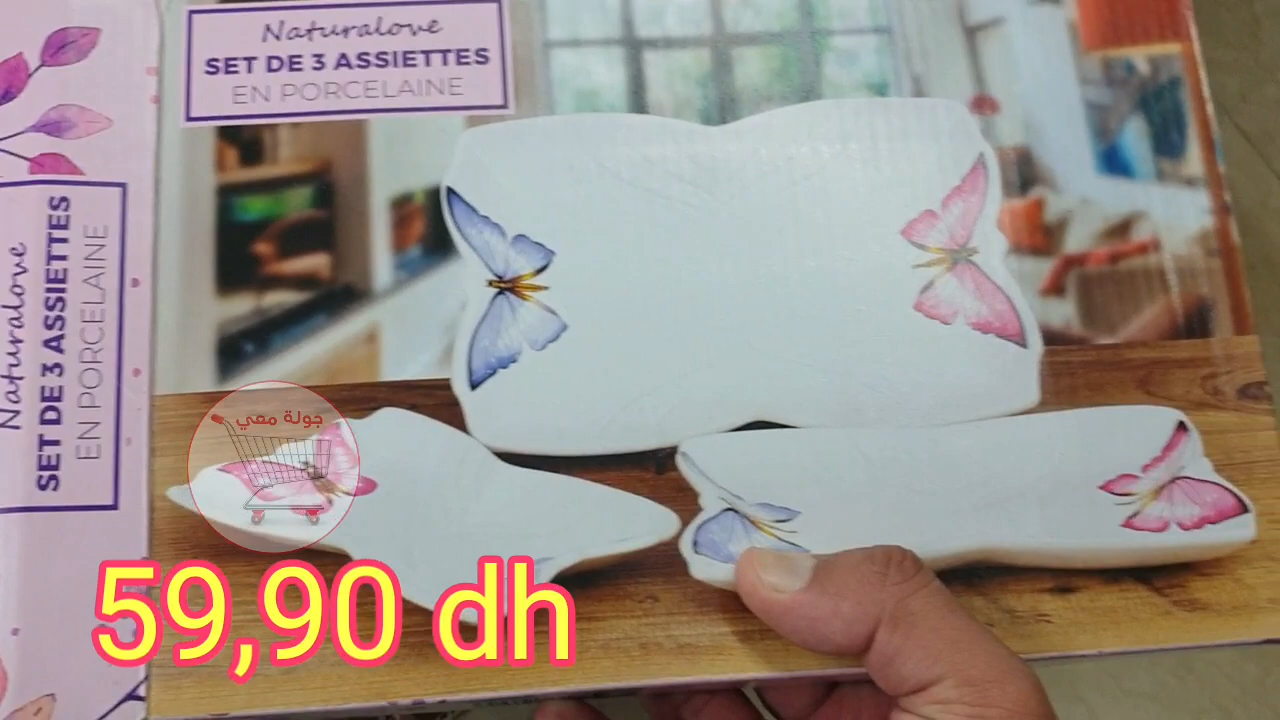 Naturalove
SET DE 3 ASSIETTES
EN PORCELAINE
Naturalove
SET DE 3 ASSIETTES
EN PORCELAINE
جولة معي
59,90 dh